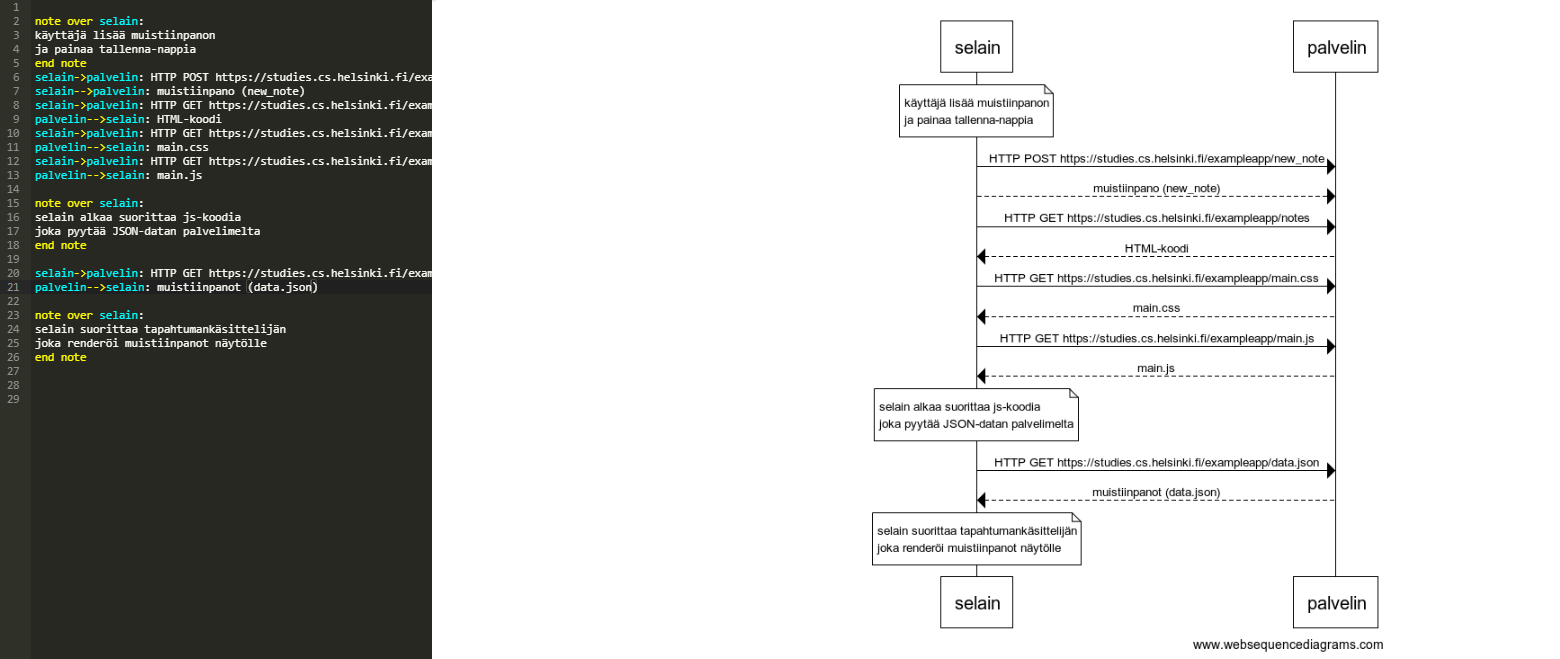 1
2 note over selain:
3 käyttäjä lisää muistiinpanon
4 ja painaa tallenna-nappia
5 end note
6 selain->palvelin: HTTP POST https://studies.cs.helsinki.fi/exa
7 selain-->palvelin: muistiinpano (new_note)
8 selain->palvelin: HTTP GET https://studies.cs.helsinki.fi/exam
9 palvelin-->selain: HTML-koodi
10 selain->palvelin: HTTP GET https://studies.cs.helsinki.fi/exam
11 palvelin-->selain: main.css
12 selain->palvelin: HTTP GET https://studies.cs.helsinki.fi/exam
13 palvelin-->selain: main.js
14
15 note over selain:
16 selain alkaa suorittaa js-koodia
17 joka pyytää JSON-datan palvelimelta
18 end note
19
20 selain->palvelin: HTTP GET https://studies.cs.helsinki.fi/exam
21 palvelin-->selain: muistiinpanot (data.json)
22
23 note over selain:
24 selain suorittaa tapahtumankäsittelijän
25 joka renderöi muistiinpanot näytölle
26 end note
27
28
29
selain
palvelin
käyttäjä lisää muistiinpanon
ja painaa tallenna-nappia
HTTP POST https://studies.cs.helsinki.fi/exampleapp/new_note
muistiinpano (new_note)
HTTP GET https://studies.cs.helsinki.fi/exampleapp/notes
HTML-koodi
HTTP GET https://studies.cs.helsinki.fi/exampleapp/main.css
main.css
HTTP GET https://studies.cs.helsinki.fi/exampleapp/main.js
main.js
selain alkaa suorittaa js-koodia
joka pyytää JSON-datan palvelimelta
HTTP GET https://studies.cs.helsinki.fi/exampleapp/data.json
muistiinpanot (data.json)
selain suorittaa tapahtumankäsittelijän
joka renderöi muistiinpanot näytölle
selain
palvelin
www.websequencediagrams.com